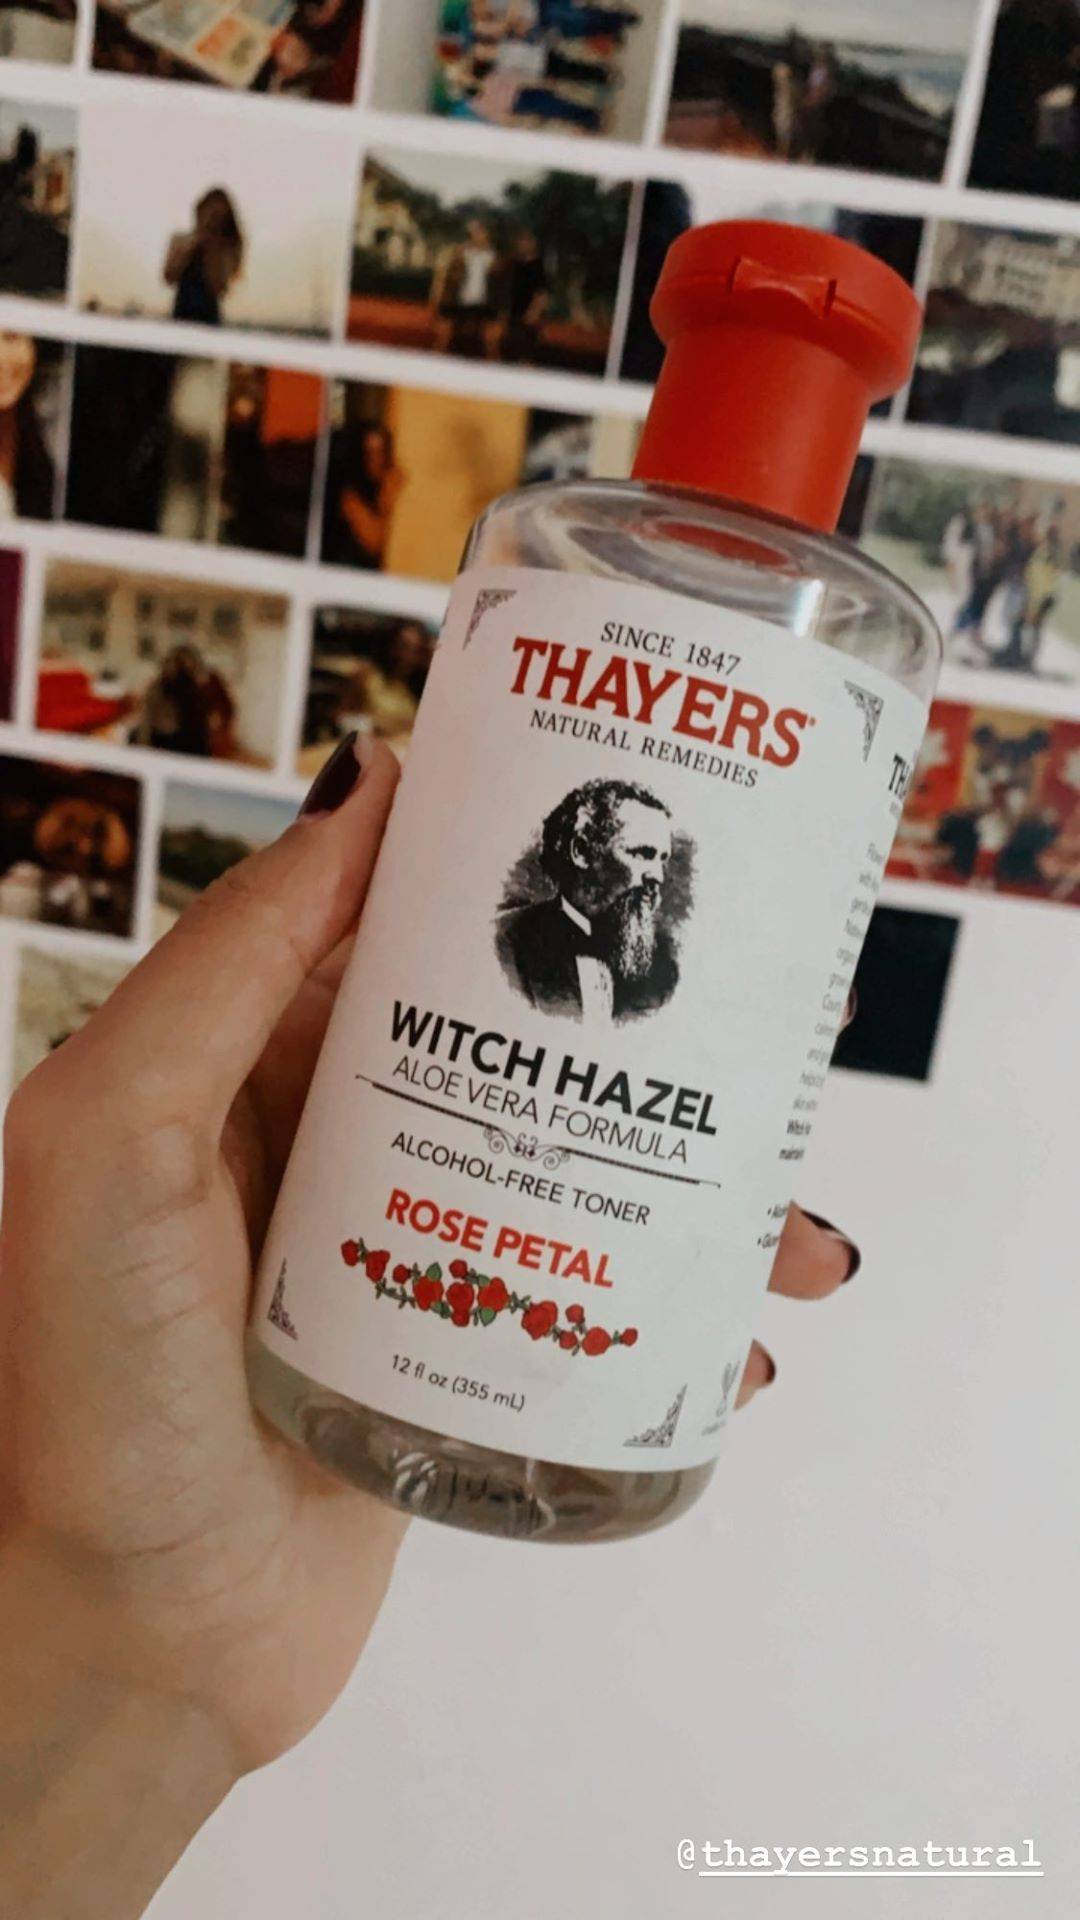 SINCE 1847
THAYERS®
NATURAL REMEDIES
WITCH HAZEL
ALOE VERA FORMULA
ALCOHOL-FREE TONER
ROSE PETAL
12 fl oz (355 mL)
@thayersnatural